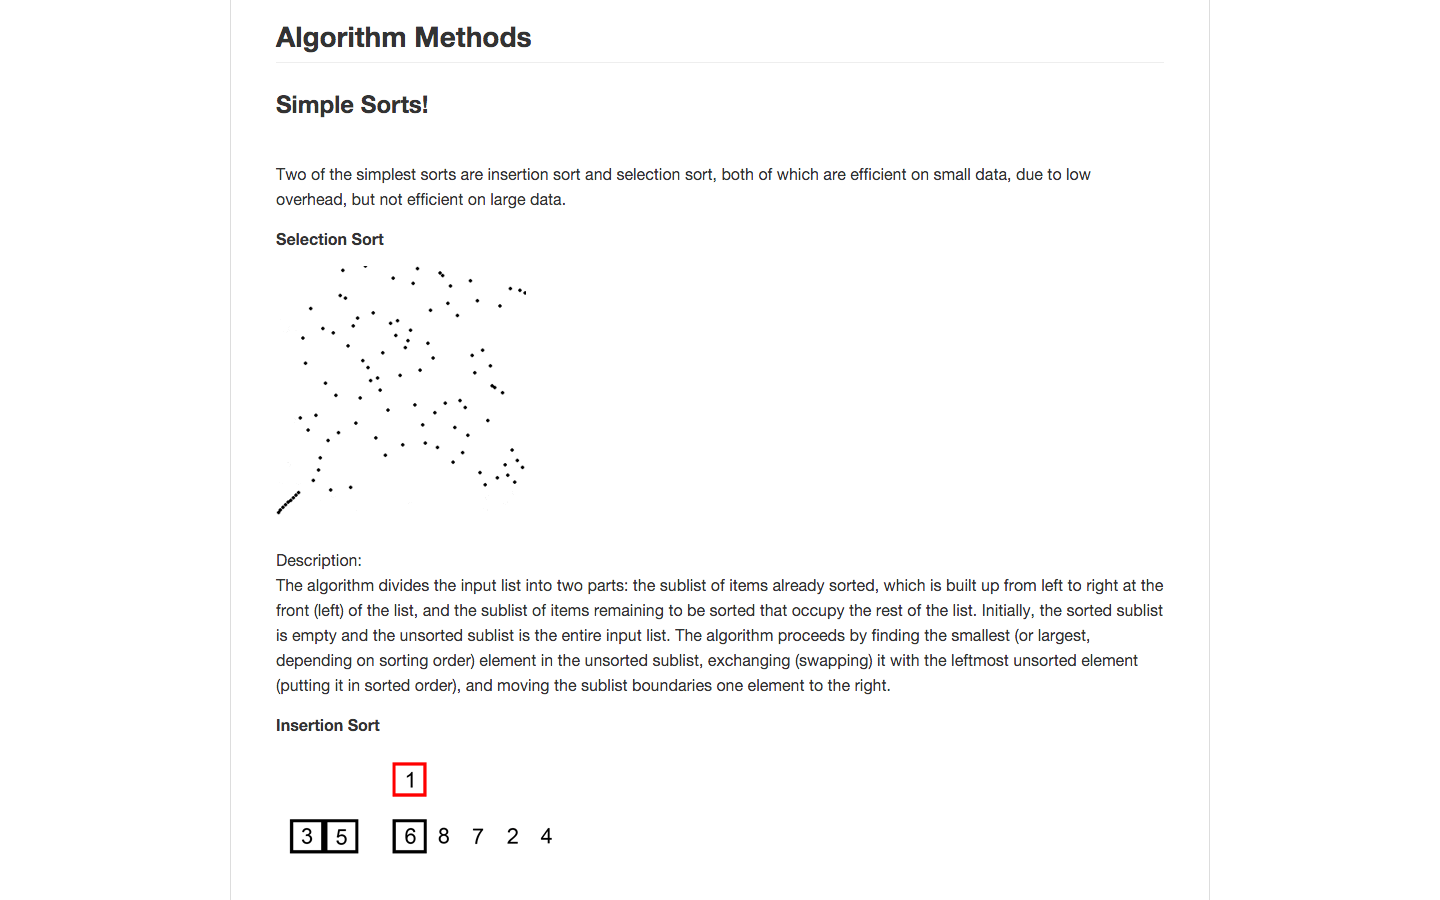 Algorithm Methods
Simple Sorts!
Two of the simplest sorts are insertion sort and selection sort, both of which are efficient on small data, due to low
overhead, but not efficient on large data.
Selection Sort
Description:
The algorithm divides the input list into two parts: the sublist of items already sorted, which is built up from left to right at the
front (left) of the list, and the sublist of items remaining to be sorted that occupy the rest of the list. Initially, the sorted sublist
is empty and the unsorted sublist is the entire input list. The algorithm proceeds by finding the smallest (or largest,
depending on sorting order) element in the unsorted sublist, exchanging (swapping) it with the leftmost unsorted element
(putting it in sorted order), and moving the sublist boundaries one element to the right.
Insertion Sort
1
3 5 6 8 7 2 4